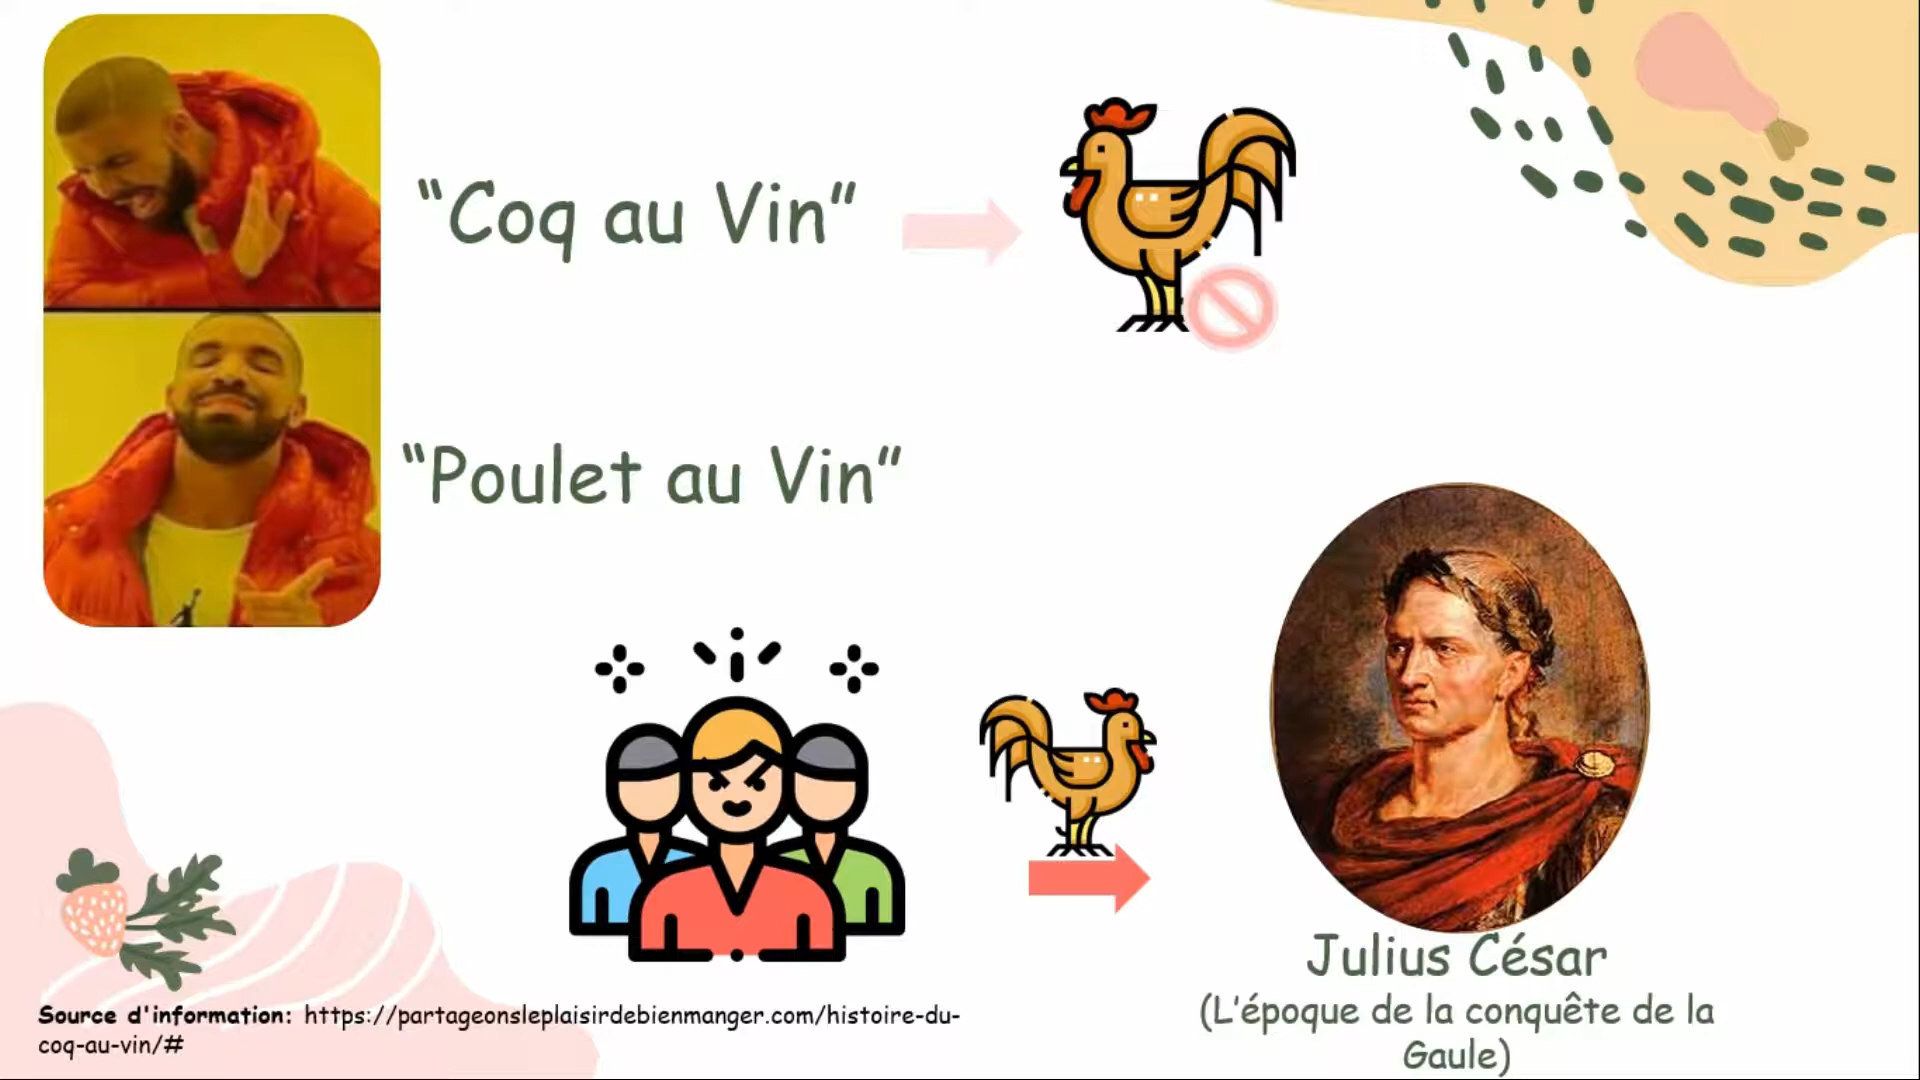 “Coq au Vin”
“Poulet au Vin”
Julius César
(L'époque de la conquête de la
Gaule)
Source d'information: https://partageonsleplaisirdebienmanger.com/histoire-du-
coq-au-vin/#